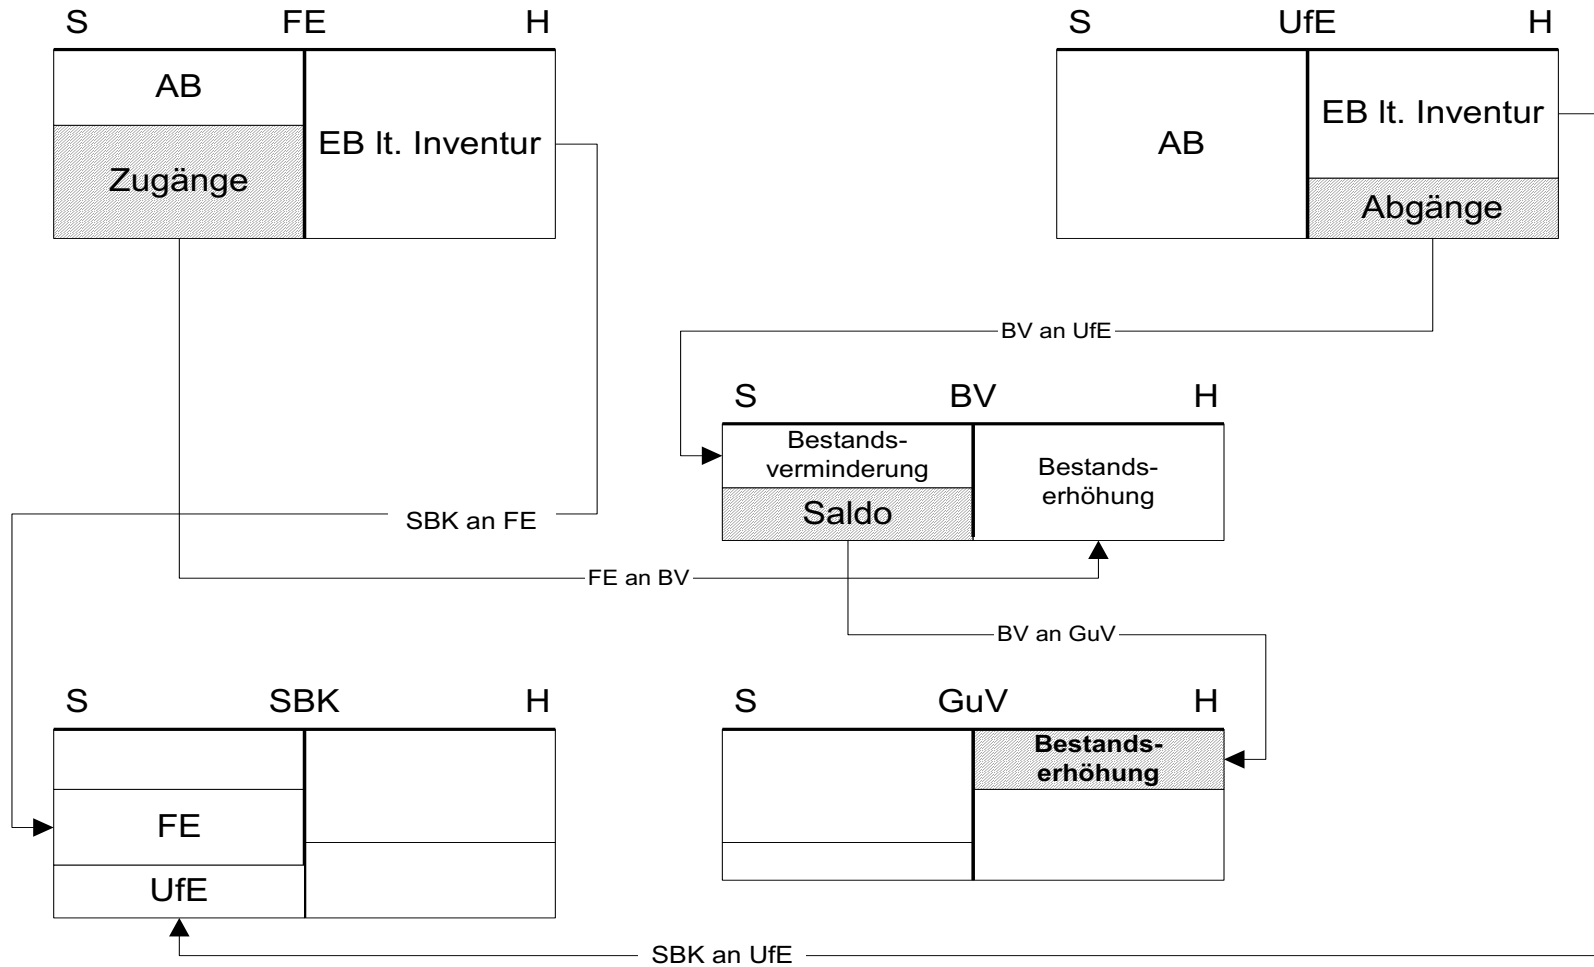 S FE H
S UfE H
AB
EB lt. Inventur
Zugänge
AB
EB lt. Inventur
Abgänge
BV an UfE
S BV H
Bestands-
verminderung
Saldo
Bestands-
erhöhung
SBK an FE
FE an BV
BV an GuV
S SBK H
FE
UfE
S GuV H
Bestands-
erhöhung
SBK an UfE